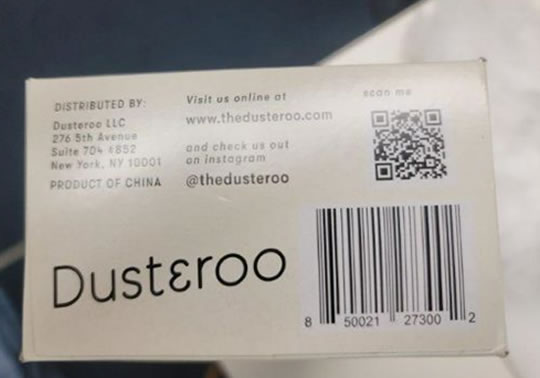 DISTRIBUTED BY:
Dusteroo LLC
276 5th Avenue
Suite 704 #852
New York, NY 10001
PRODUCT OF CHINA
Visit us online at
www.thedusteroo.com
and check us out
on instagram
@thedusteroo
scan me
Dustεroo
8 50021 27300 2